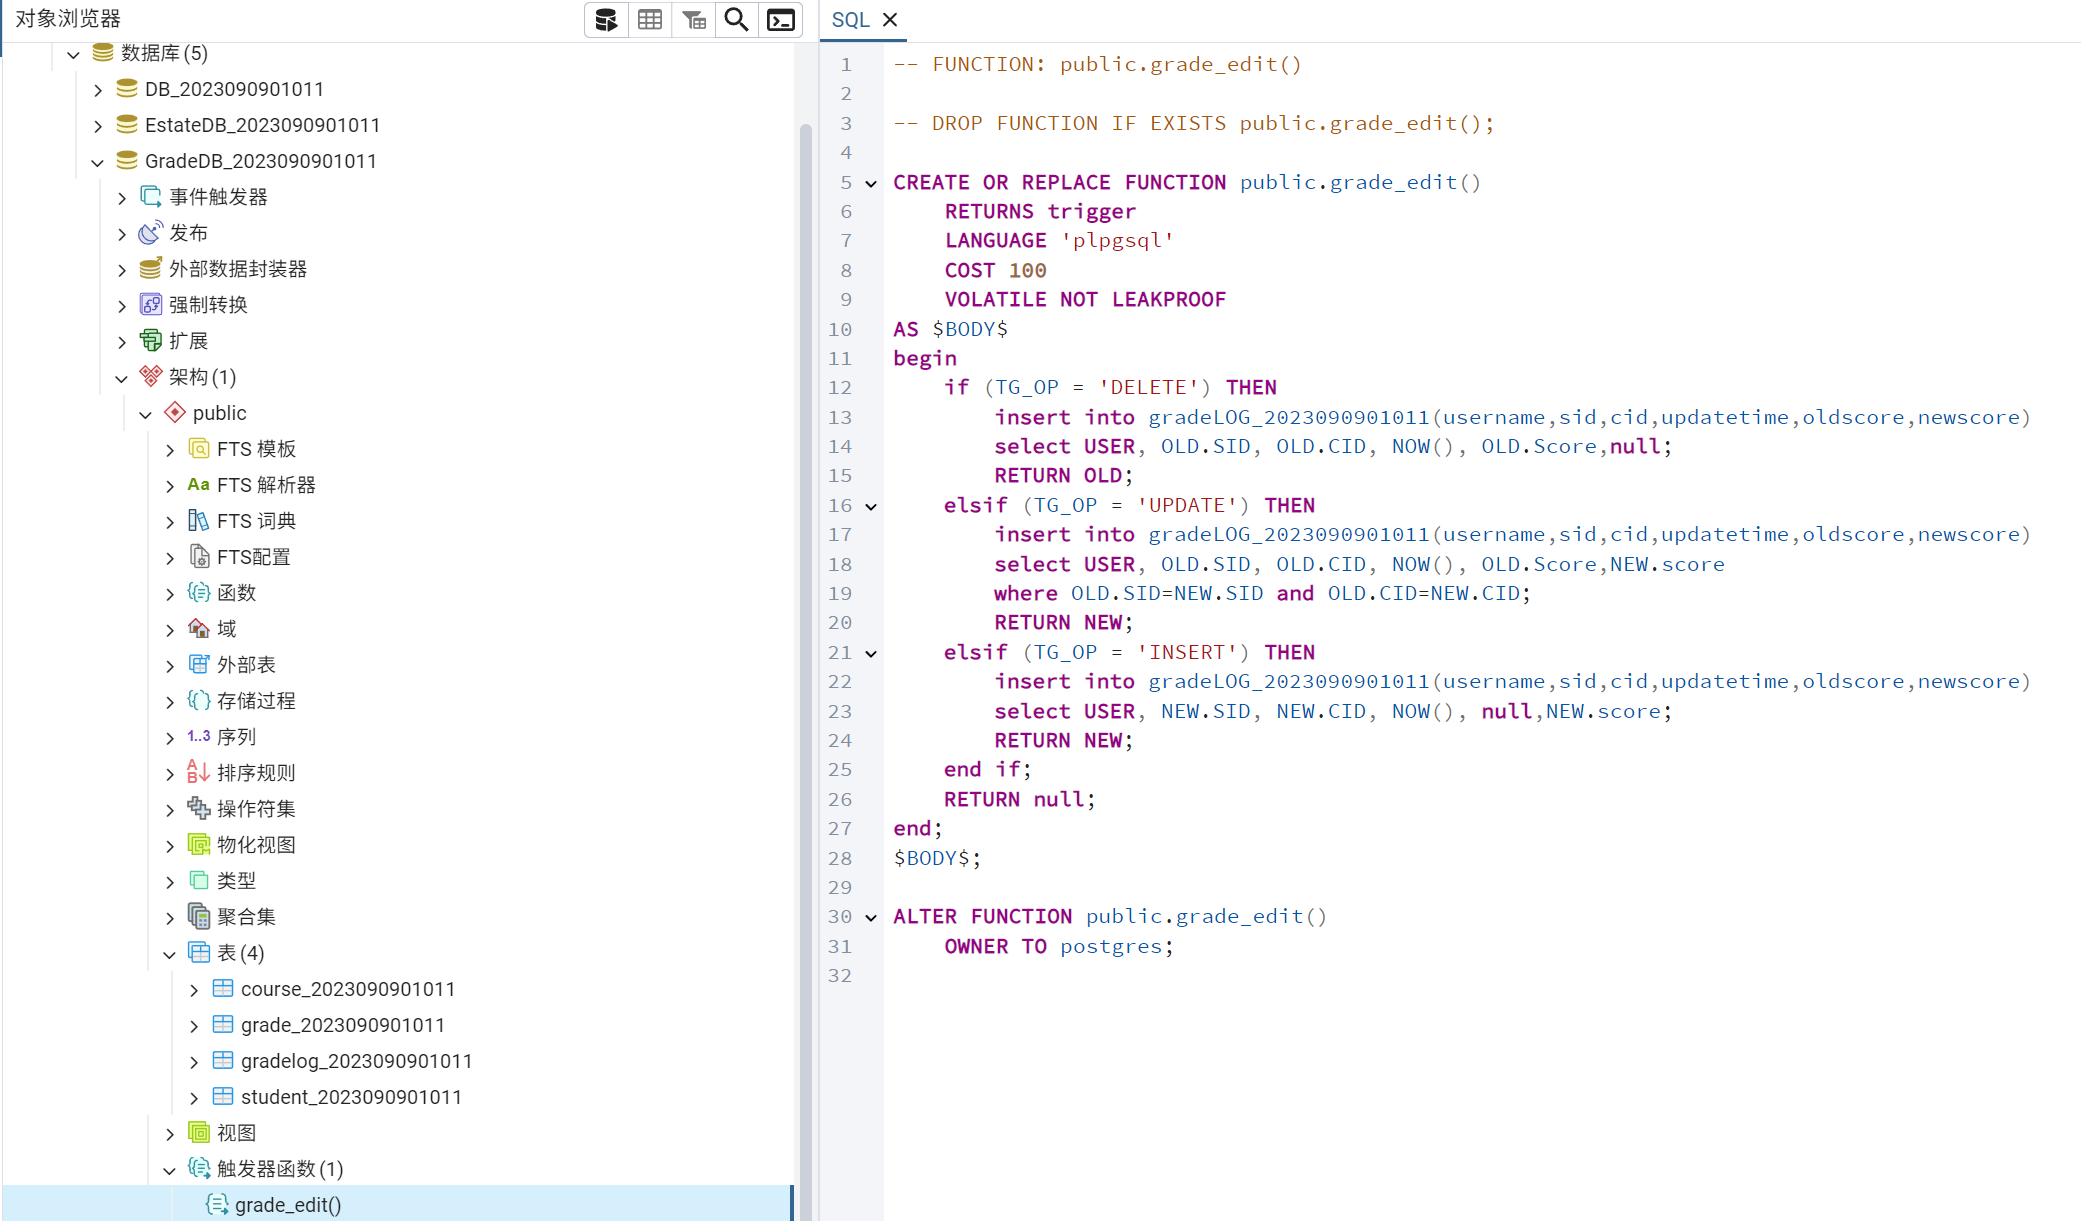 对象浏览器
数据库 (5)
DB_2023090901011
EstateDB_2023090901011
GradeDB_2023090901011
事件触发器
发布
外部数据封装器
强制转换
扩展
架构 (1)
public
FTS 模板
Aa FTS 解析器
FTS 词典
FTS配置
函数
域
外部表
存储过程
1..3 序列
排序规则
操作符集
物化视图
类型
聚合集
表 (4)
course_2023090901011
grade_2023090901011
gradelog_2023090901011
student_2023090901011
视图
触发器函数 (1)
grade_edit()
SQL
1 -- FUNCTION: public.grade_edit()
2
3 -- DROP FUNCTION IF EXISTS public.grade_edit();
4
5 CREATE OR REPLACE FUNCTION public.grade_edit()
6     RETURNS trigger
7     LANGUAGE 'plpgsql'
8     COST 100
9     VOLATILE NOT LEAKPROOF
10 AS $BODY$
11 begin
12     if (TG_OP = 'DELETE') THEN
13         insert into gradeLOG_2023090901011(username,sid,cid,updatetime,oldscore,newscore)
14         select USER, OLD.SID, OLD.CID, NOW(), OLD.Score,null;
15         RETURN OLD;
16     elsif (TG_OP = 'UPDATE') THEN
17         insert into gradeLOG_2023090901011(username,sid,cid,updatetime,oldscore,newscore)
18         select USER, OLD.SID, OLD.CID, NOW(), OLD.Score,NEW.score
19         where OLD.SID=NEW.SID and OLD.CID=NEW.CID;
20         RETURN NEW;
21     elsif (TG_OP = 'INSERT') THEN
22         insert into gradeLOG_2023090901011(username,sid,cid,updatetime,oldscore,newscore)
23         select USER, NEW.SID, NEW.CID, NOW(), null,NEW.score;
24         RETURN NEW;
25     end if;
26     RETURN null;
27 end;
28 $BODY$;
29
30 ALTER FUNCTION public.grade_edit()
31     OWNER TO postgres;
32